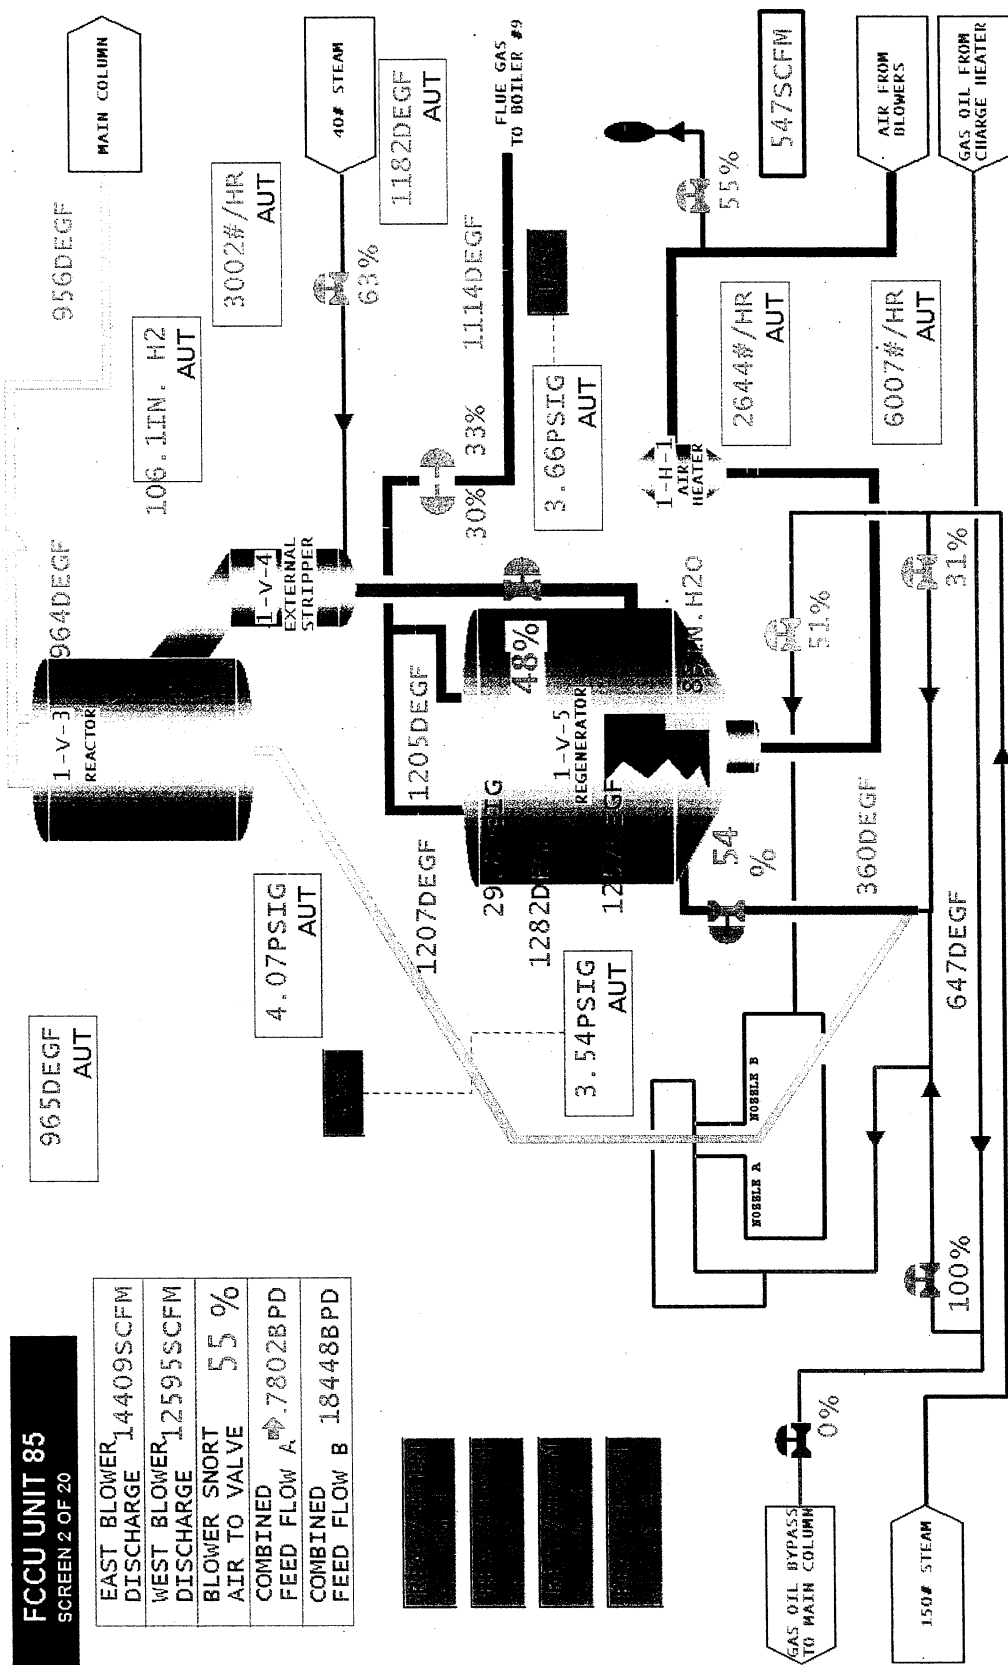 FCCU UNIT 85
SCREEN 2 OF 20
EAST BLOWER
DISCHARGE 14409SCFM
WEST BLOWER
DISCHARGE 12595SCFM
BLOWER SNORT
AIR TO VALVE 55 %
COMBINED
FEED FLOW A .7802BPD
COMBINED
FEED FLOW B 18448BPD
965DEGF
AUT
964DEGF
956DEGF
MAIN COLUMN
1-V-3
REACTOR
106.1IN. H2
AUT
3002#/HR
AUT
40# STEAM
63%
1182DEGF
AUT
1-V-4
EXTERNAL
STRIPPER
4.07PSIG
AUT
1207DEGF
1205DEGF
30%
33%
1114DEGF
FLUE GAS
TO BOILER #9
48%
1-V-5
REGENERATOR
1282DE
3.54PSIG
AUT
3.66PSIG
AUT
54
%
1-H-1
AIR
HEATER
2644#/HR
AUT
55%
547SCFM
AIR FROM
BLOWERS
51%
6007#/HR
AUT
360DEGF
31%
GAS OIL FROM
CHARGE HEATER
NOZZLE A
NOZZLE B
647DEGF
100%
0%
GAS OIL BYPASS
TO MAIN COLUMN
150# STEAM